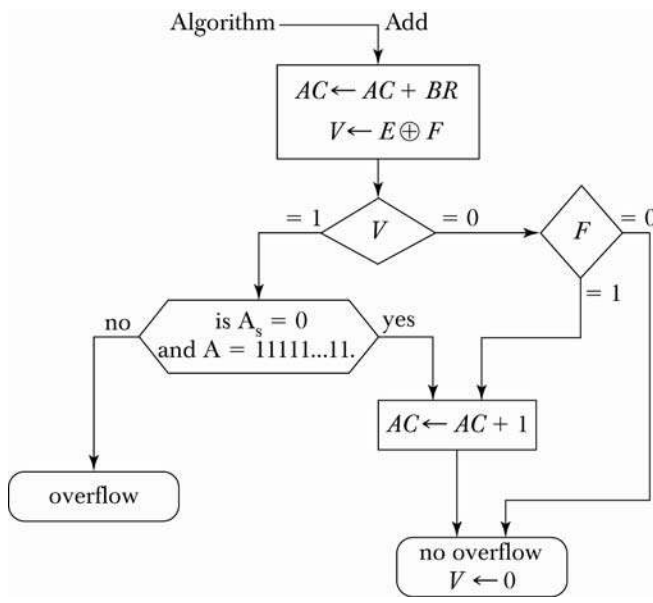 Algorithm Add
AC ← AC + BR
V ← E ⊕ F
= 1 V = 0 F = 0
= 1
no is Aₛ = 0 yes
and A = 11111...11.
AC ← AC + 1
overflow
no overflow
V ← 0